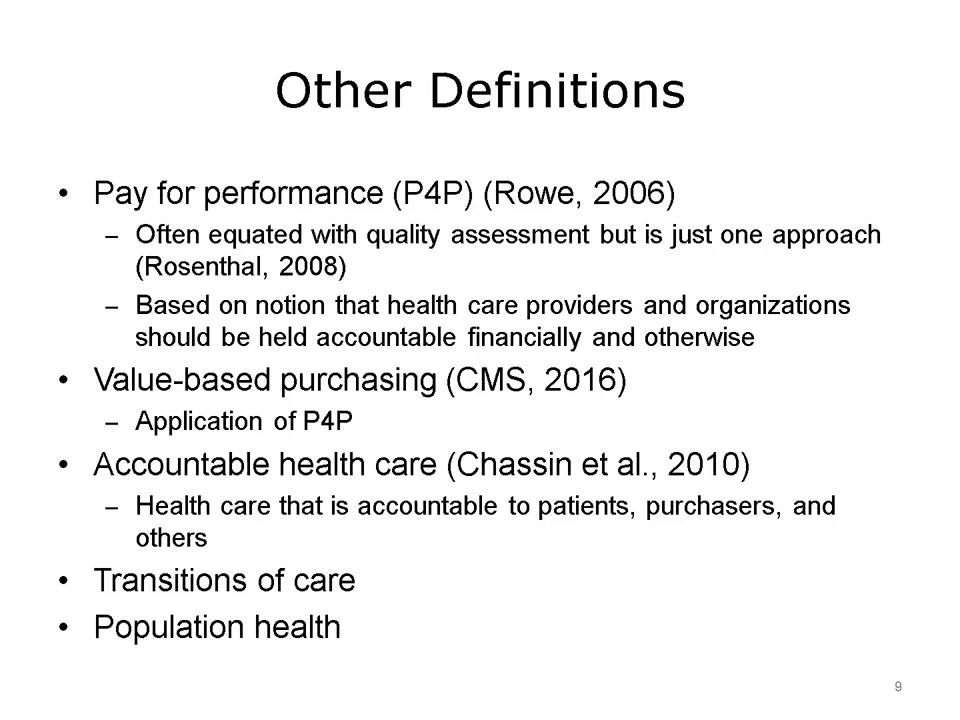 Other Definitions
• Pay for performance (P4P) (Rowe, 2006)
– Often equated with quality assessment but is just one approach
(Rosenthal, 2008)
– Based on notion that health care providers and organizations
should be held accountable financially and otherwise
• Value-based purchasing (CMS, 2016)
– Application of P4P
• Accountable health care (Chassin et al., 2010)
– Health care that is accountable to patients, purchasers, and
others
• Transitions of care
• Population health
9